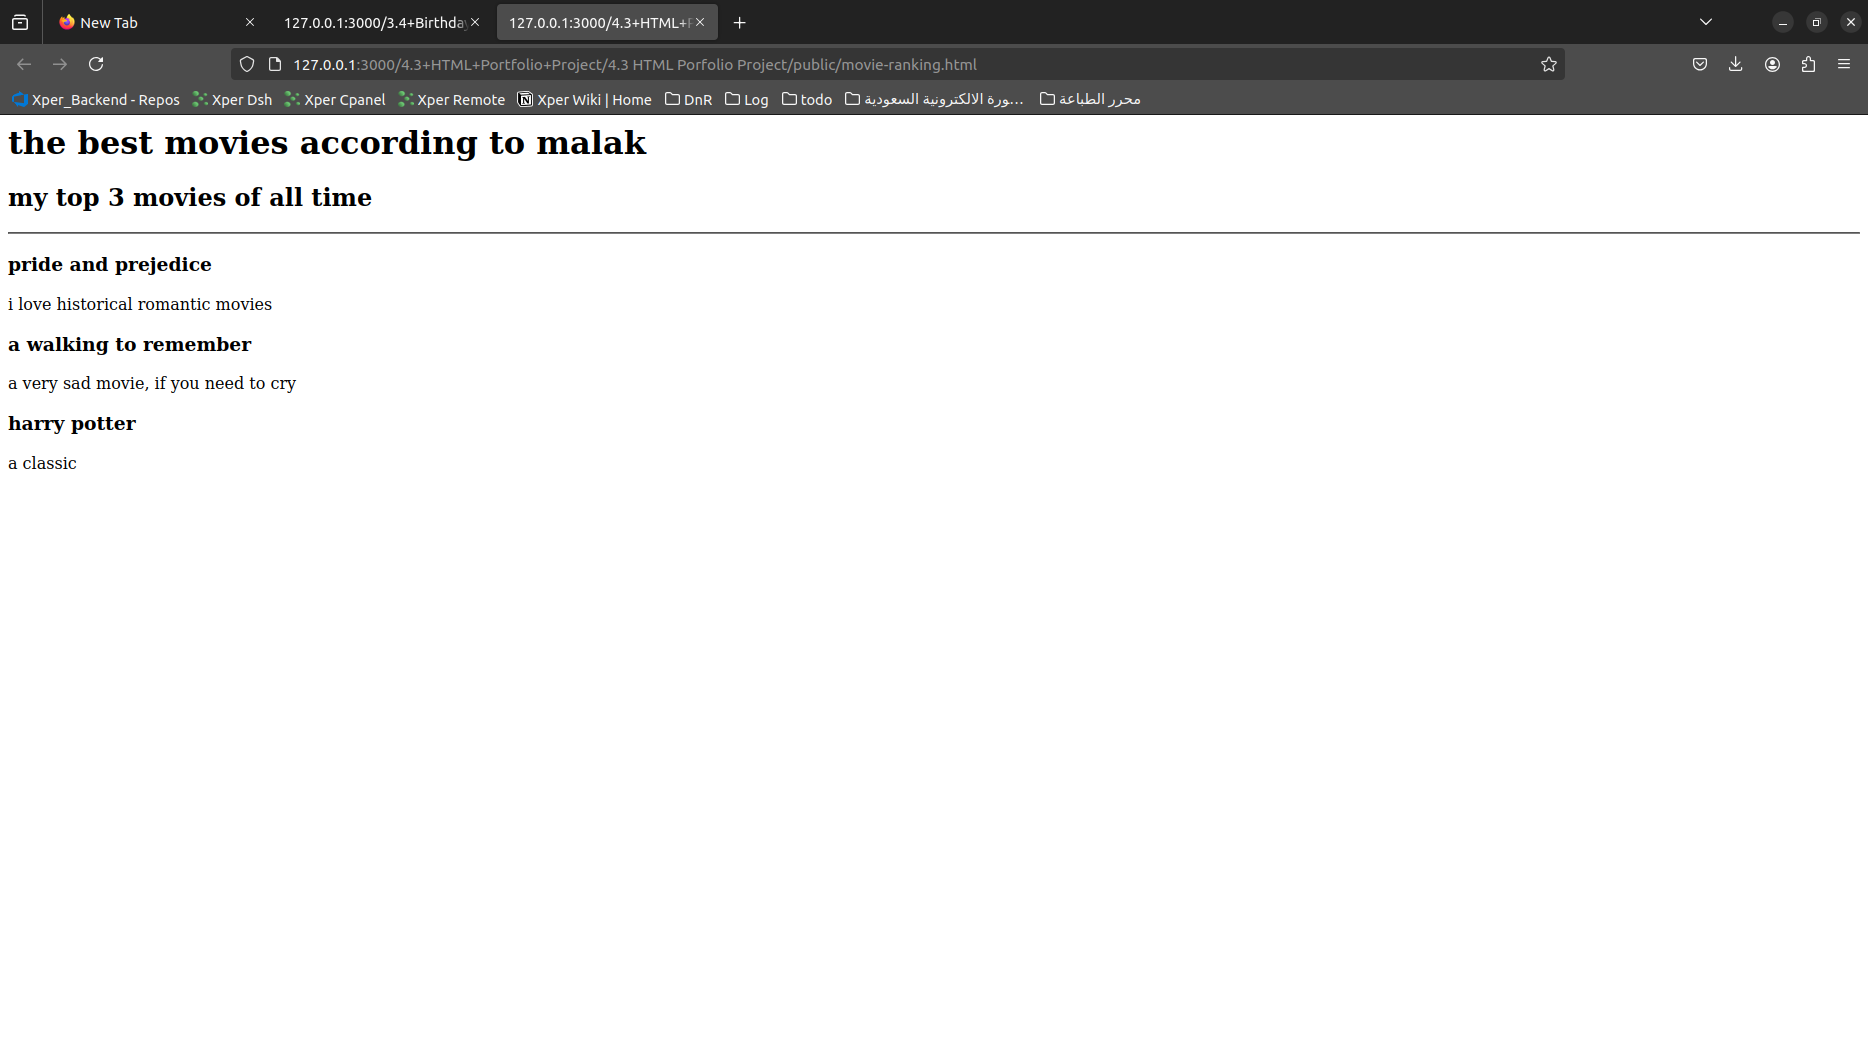 New Tab
127.0.0.1:3000/3.4+Birthda
127.0.0.1:3000/4.3+HTML+
127.0.0.1:3000/4.3+HTML+Portfolio+Project/4.3 HTML Porfolio Project/public/movie-ranking.html
Xper_Backend - Repos Xper Dsh Xper Cpanel Xper Remote Xper Wiki | Home DnR Log todo ...ورة الالكترونية السعودية محرر الطباعة
the best movies according to malak
my top 3 movies of all time
pride and prejedice
i love historical romantic movies
a walking to remember
a very sad movie, if you need to cry
harry potter
a classic